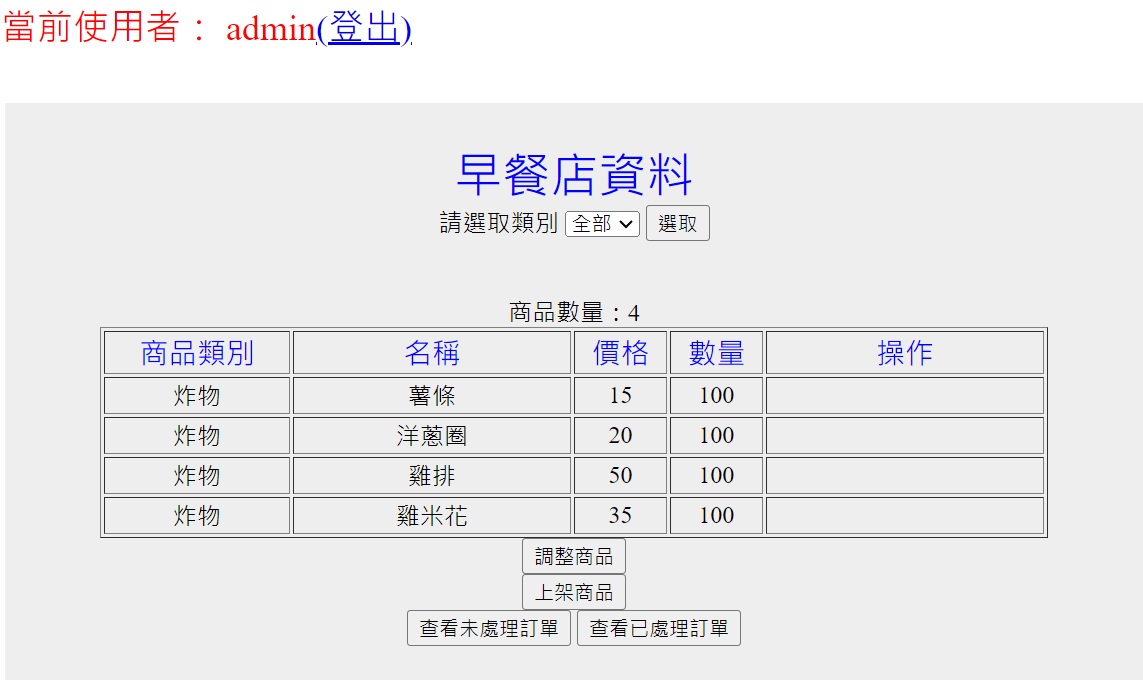 當前使用者： admin(登出)
早餐店資料
請選取類別 全部 選取
商品數量：4
商品類別 名稱 價格 數量 操作
炸物 薯條 15 100
炸物 洋蔥圈 20 100
炸物 雞排 50 100
炸物 雞米花 35 100
調整商品
上架商品
查看未處理訂單 查看已處理訂單